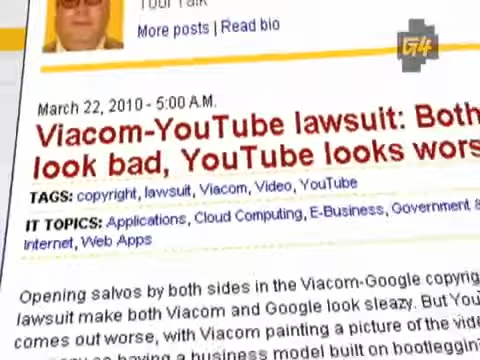 Your Talk
More posts | Read bio
G4
March 22, 2010 - 5:00 A.M.
Viacom-YouTube lawsuit: Both
look bad, YouTube looks wors
TAGS: copyright, lawsuit, Viacom, Video, YouTube
IT TOPICS: Applications, Cloud Computing, E-Business, Government &
Internet, Web Apps
Opening salvos by both sides in the Viacom-Google copyrig
lawsuit make both Viacom and Google look sleazy. But You
comes out worse, with Viacom painting a picture of the vide
as having a business model built on bootleggin